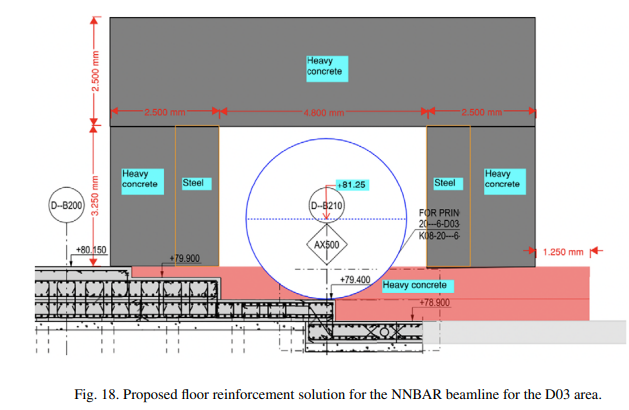 Heavy
concrete
2.500 mm
2.500 mm
4.800 mm
2.500 mm
Heavy
concrete
Steel
3.250 mm
D--B200
+81.25
D--B210
AX500
Steel
Heavy
concrete
FOR PRIN
20---6-D03
K08-20---6-
+80.150
+79.900
1.250 mm
+79.400
Heavy concrete
+78.900
Fig. 18. Proposed floor reinforcement solution for the NNBAR beamline for the D03 area.